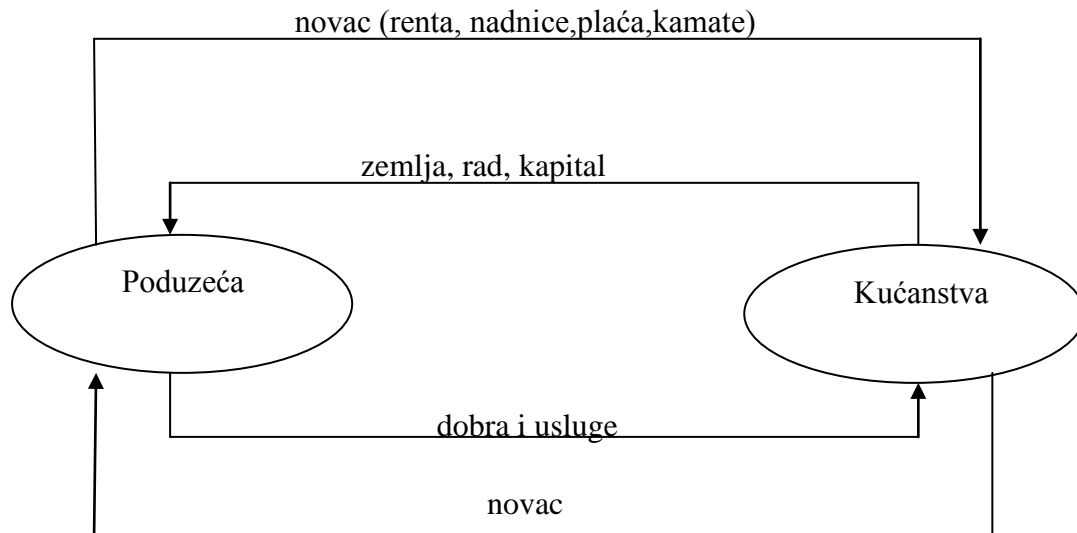 novac (renta, nadnice,plaća,kamate)
zemlja, rad, kapital
Poduzeća
Kućanstva
dobra i usluge
novac